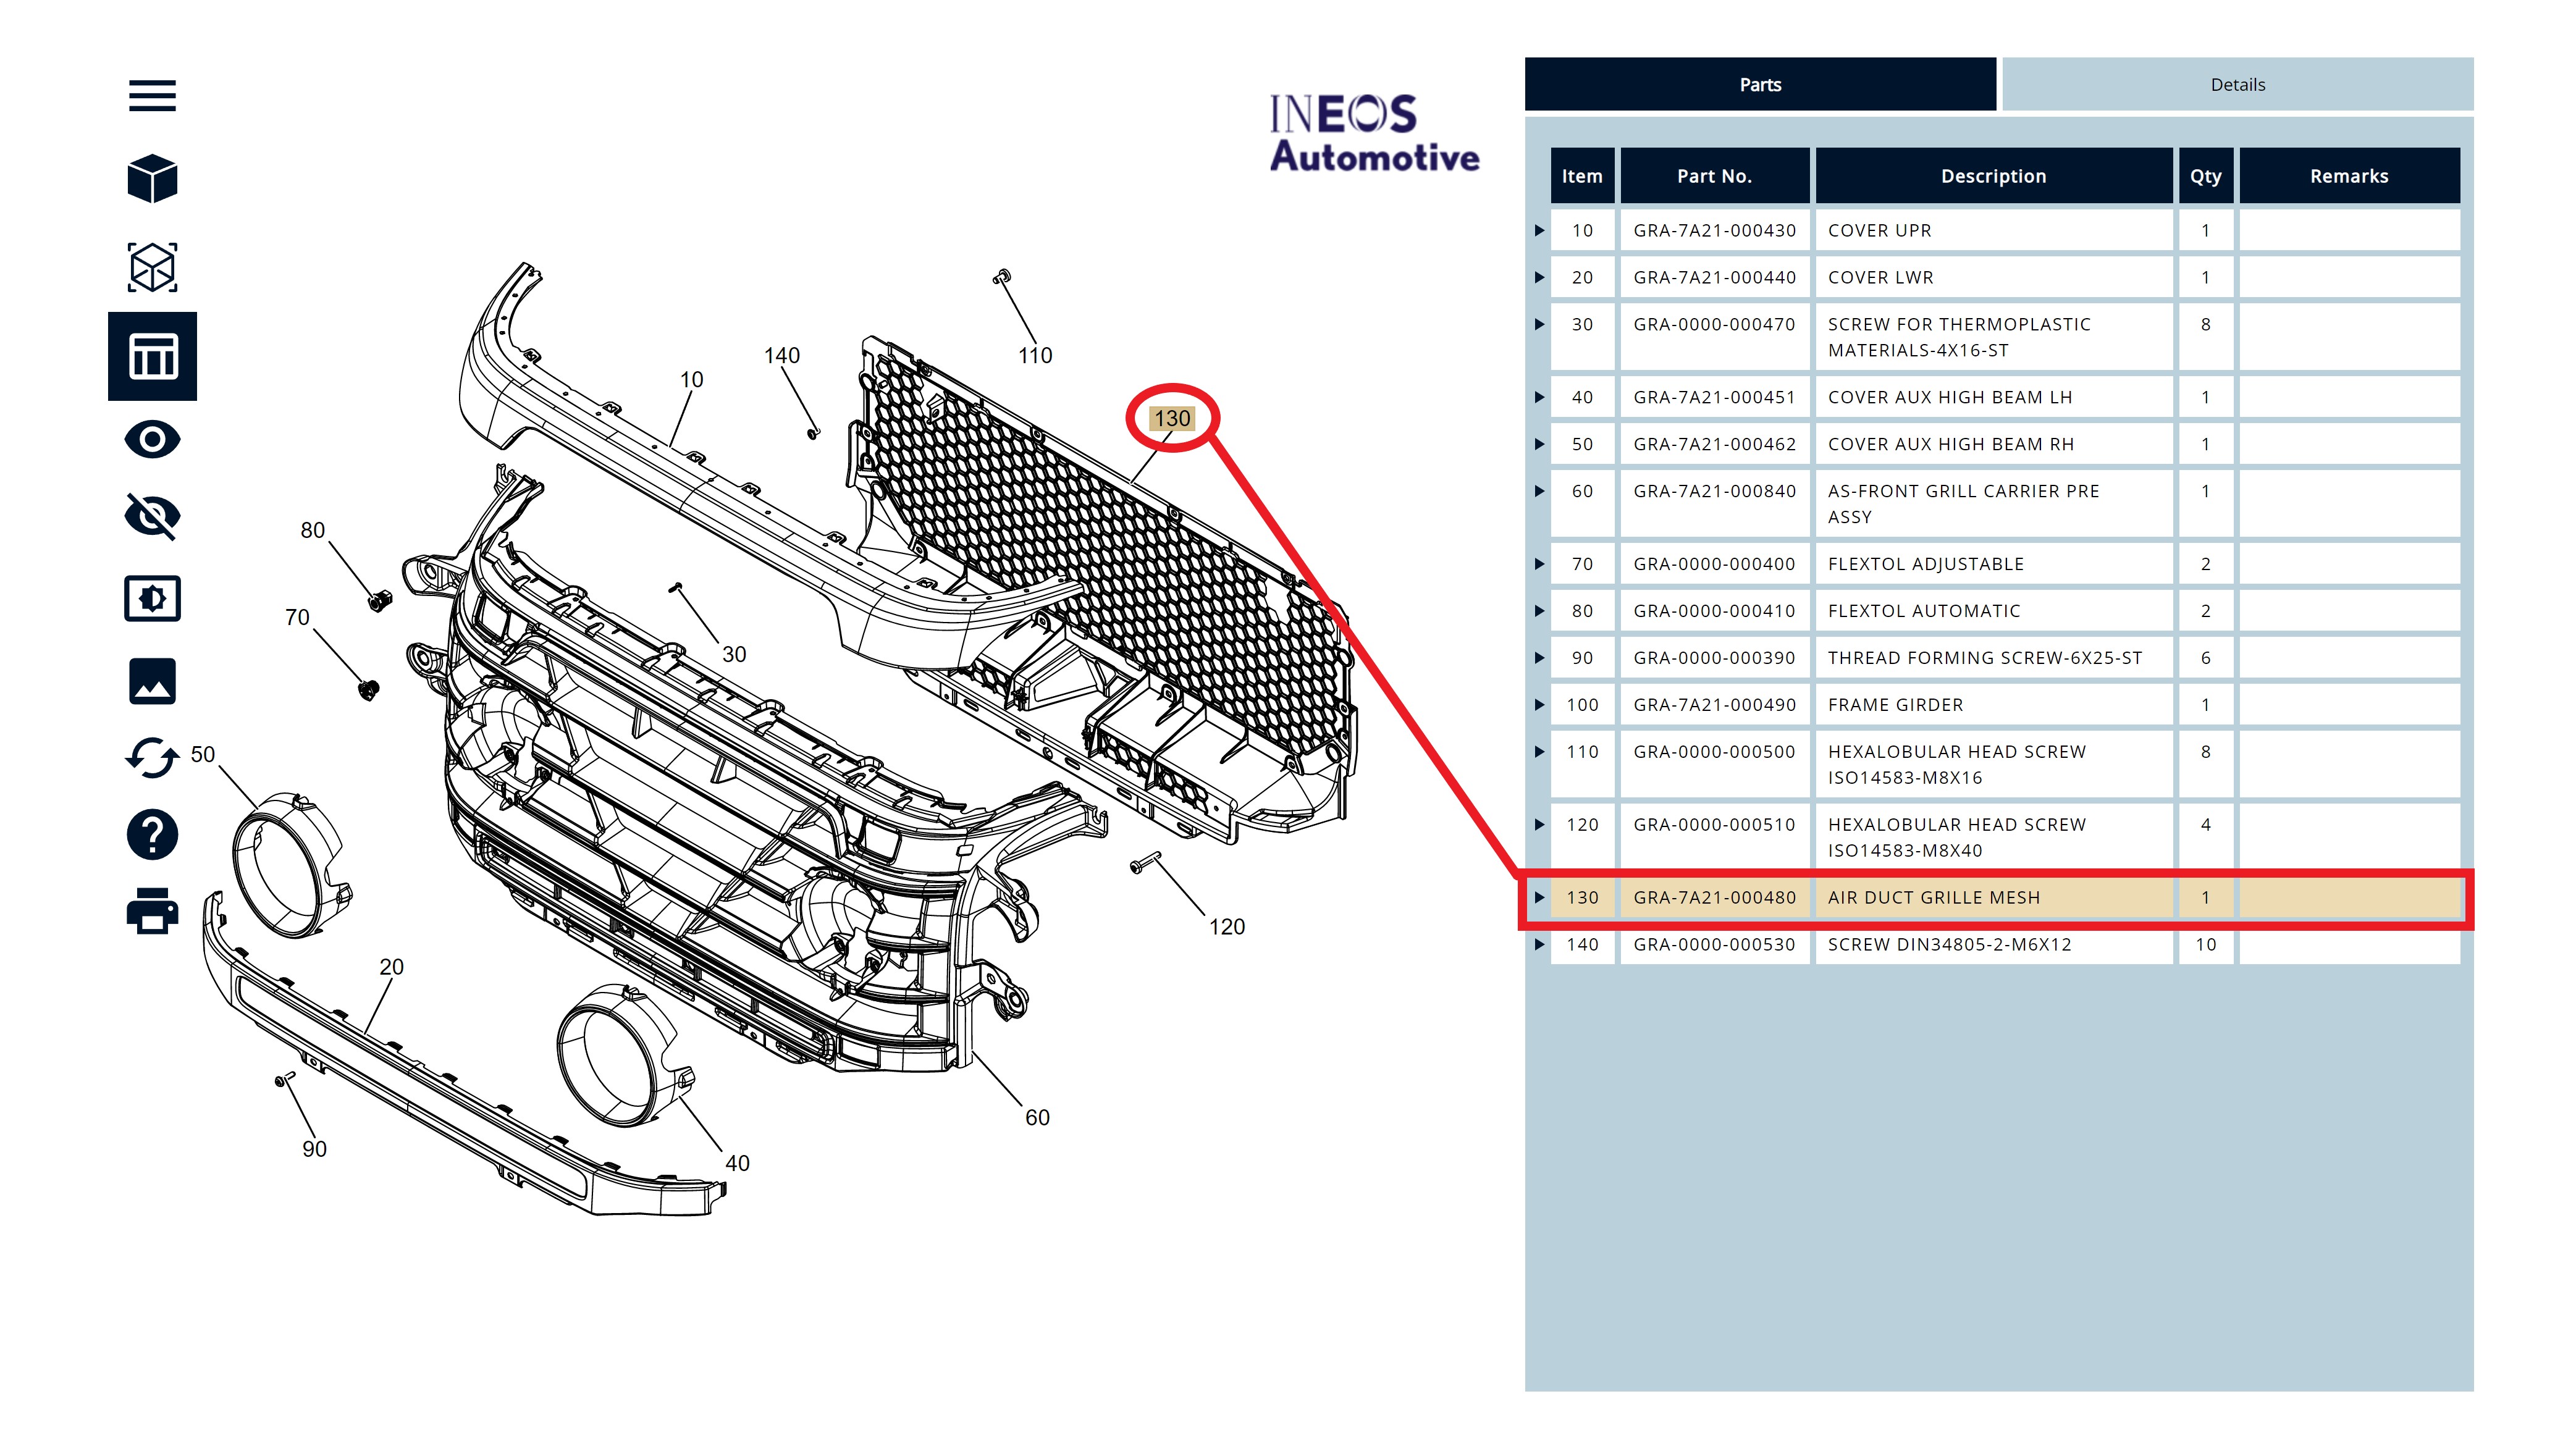 INEOS
Automotive
110
140
10
130
80
70
30
50
120
20
60
90
40
Parts Details
Item Part No. Description Qty Remarks
10 GRA-7A21-000430 COVER UPR 1
20 GRA-7A21-000440 COVER LWR 1
30 GRA-0000-000470 SCREW FOR THERMOPLASTIC 8
MATERIALS-4X16-ST
40 GRA-7A21-000451 COVER AUX HIGH BEAM LH 1
50 GRA-7A21-000462 COVER AUX HIGH BEAM RH 1
60 GRA-7A21-000840 AS-FRONT GRILL CARRIER PRE 1
ASSY
70 GRA-0000-000400 FLEXTOL ADJUSTABLE 2
80 GRA-0000-000410 FLEXTOL AUTOMATIC 2
90 GRA-0000-000390 THREAD FORMING SCREW-6X25-ST 6
100 GRA-7A21-000490 FRAME GIRDER 1
110 GRA-0000-000500 HEXALOBULAR HEAD SCREW 8
ISO14583-M8X16
120 GRA-0000-000510 HEXALOBULAR HEAD SCREW 4
ISO14583-M8X40
130 GRA-7A21-000480 AIR DUCT GRILLE MESH 1
140 GRA-0000-000530 SCREW DIN34805-2-M6X12 10